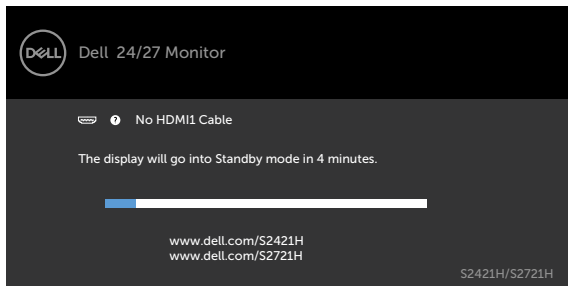 DELL Dell 24/27 Monitor
? No HDMI1 Cable
The display will go into Standby mode in 4 minutes.
www.dell.com/S2421H
www.dell.com/S2721H
S2421H/S2721H